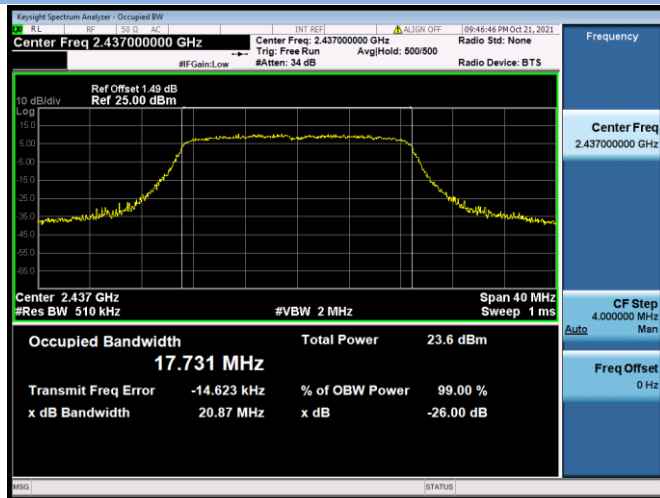 Keysight Spectrum Analyzer - Occupied BW
RL RF 50 Ω AC INT REF ALIGN OFF 09:46:46 PM Oct 21, 2021
Center Freq 2.437000000 GHz
Center Freq: 2.437000000 GHz Radio Std: None
Trig: Free Run Avg|Hold: 500/500
#IFGain:Low #Atten: 34 dB Radio Device: BTS
Ref Offset 1.49 dB
10 dB/div Ref 25.00 dBm
Log
15.0
5.00
-5.00
-15.0
-25.0
-35.0
-45.0
-55.0
-65.0
Center 2.437 GHz Span 40 MHz
#Res BW 510 kHz #VBW 2 MHz Sweep 1 ms
Occupied Bandwidth Total Power 23.6 dBm
17.731 MHz
Transmit Freq Error -14.623 kHz % of OBW Power 99.00 %
x dB Bandwidth 20.87 MHz x dB -26.00 dB
MSG STATUS
Frequency
Center Freq
2.437000000 GHz
CF Step
4.000000 MHz
Auto Man
Freq Offset
0 Hz